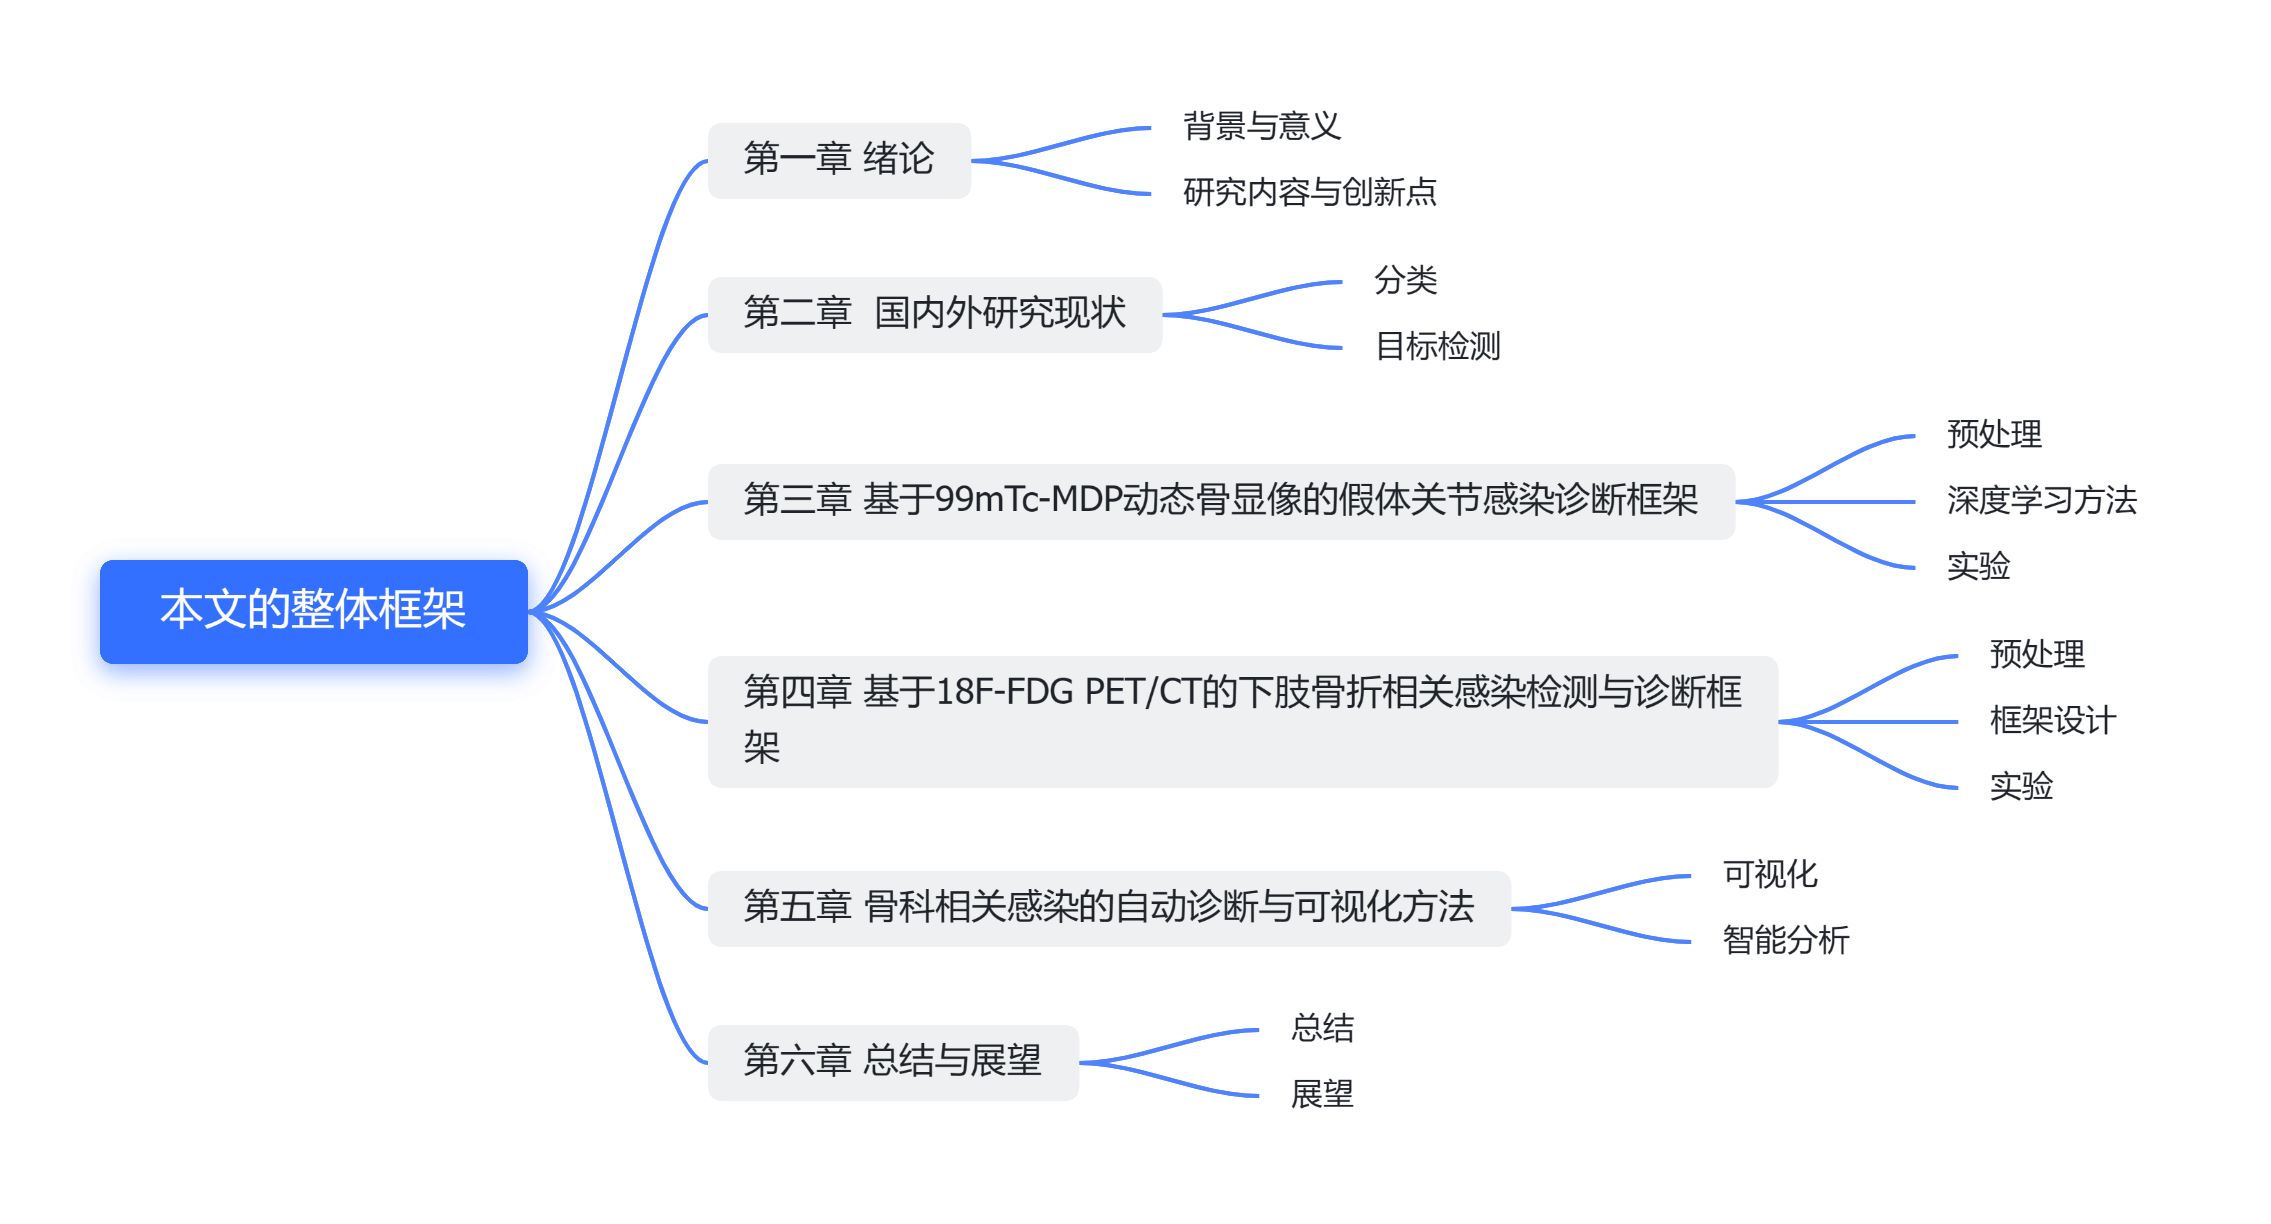 本文的整体框架
第一章 绪论
背景与意义
研究内容与创新点
第二章  国内外研究现状
分类
目标检测
第三章 基于99mTc-MDP动态骨显像的假体关节感染诊断框架
预处理
深度学习方法
实验
第四章 基于18F-FDG PET/CT的下肢骨折相关感染检测与诊断框
架
预处理
框架设计
实验
第五章 骨科相关感染的自动诊断与可视化方法
可视化
智能分析
第六章 总结与展望
总结
展望